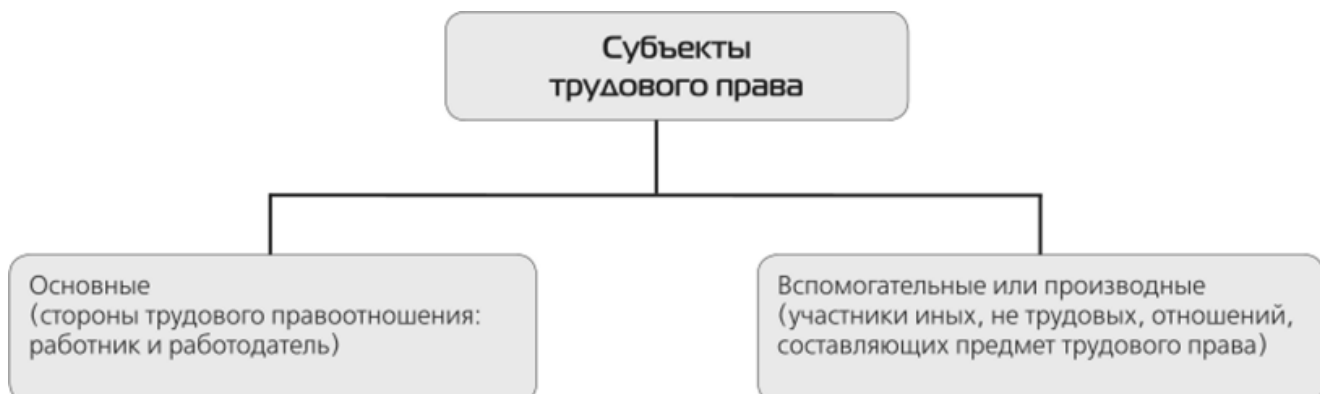 Субъекты
трудового права
Основные
(стороны трудового правоотношения:
работник и работодатель)
Вспомогательные или производные
(участники иных, не трудовых, отношений,
составляющих предмет трудового права)